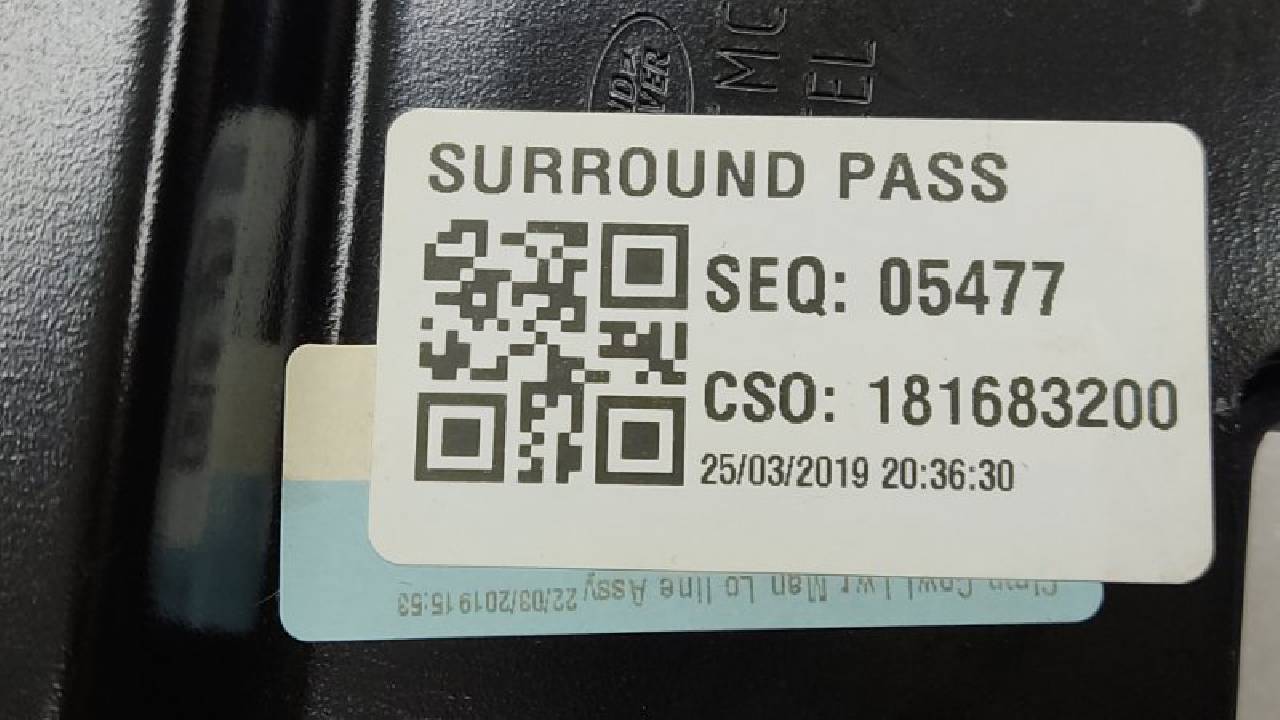 SURROUND PASS
SEQ: 05477
CSO: 181683200
25/03/2019 20:36:30
Lwr Man Lo line Assy 22/03/2019 15:53